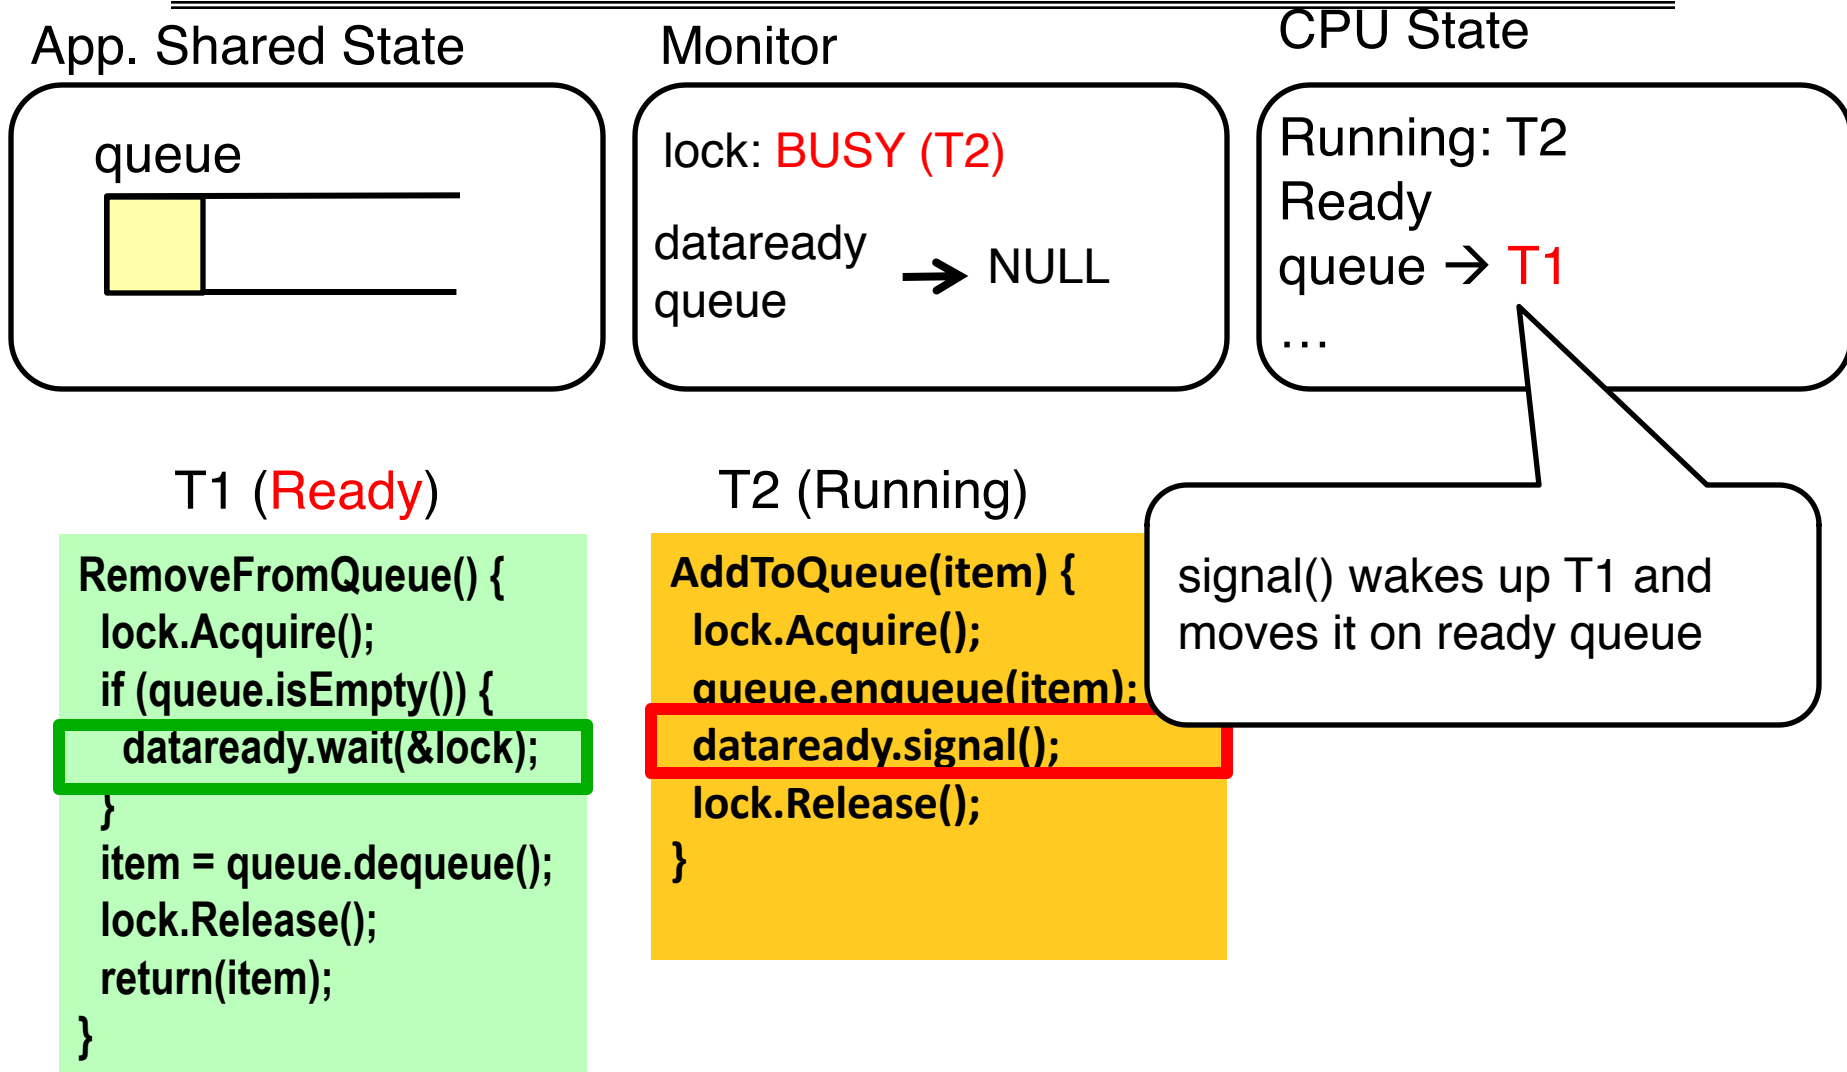 App. Shared State
Monitor
CPU State
queue
lock: BUSY (T2)
dataready
queue
→ NULL
Running: T2
Ready
queue → T1
…
T1 (Ready)
RemoveFromQueue() {
lock.Acquire();
if (queue.isEmpty()) {
dataready.wait(&lock);
}
item = queue.dequeue();
lock.Release();
return(item);
}
T2 (Running)
AddToQueue(item) {
lock.Acquire();
queue.enqueue(item);
dataready.signal();
lock.Release();
}
signal() wakes up T1 and
moves it on ready queue